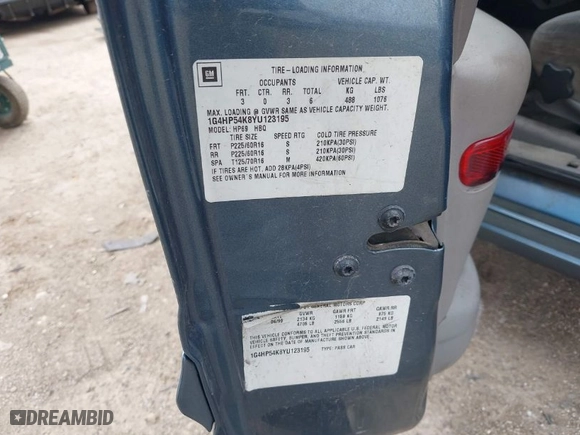 GM
TIRE-LOADING INFORMATION
OCCUPANTS VEHICLE CAP. WT.
FRT. CTR. RR. TOTAL KG LBS
3 0 3 6 488 1076
MAX. LOADING @ GVWR SAME AS VEHICLE CAPACITY WEIGHT
1G4HP54K8YU123195
MODEL: HP69 HBQ
TIRE SIZE SPEED RTG COLD TIRE PRESSURE
FRT P225/60R16 S 210KPA(30PSI)
RR P225/60R16 S 210KPA(30PSI)
SPA T125/70R16 M 420KPA(60PSI)
IF TIRES ARE HOT, ADD 28KPA(4PSI)
SEE OWNER'S MANUAL FOR MORE INFORMATION
GENERAL MOTORS CORP
GVWR GAWR FRT GAWR RR
2134 KG 1159 KG 975 KG
LB LB 2149 LB
THIS VEHICLE CONFORMS TO ALL APPLICABLE U.S. FEDERAL MOTOR
VEHICLE SAFETY, BUMPER, AND THEFT PREVENTION STANDARDS IN
EFFECT ON THE DATE OF MANUFACTURE SHOWN ABOVE.
1G4HP54K8YU123195 TYPE: PASS CAR
DREAMBID